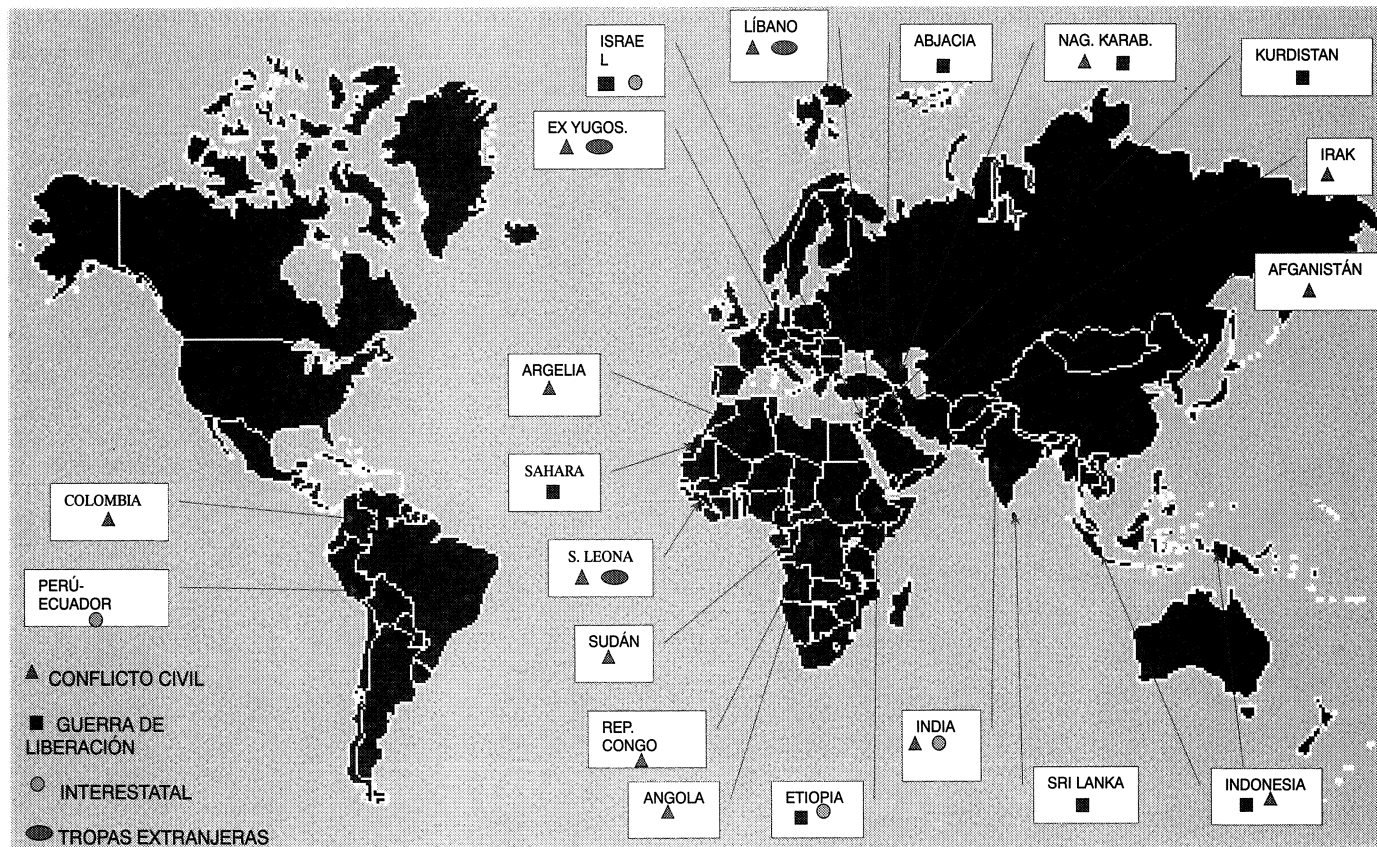 ISRAE
L
LÍBANO
ABJACIA
NAG. KARAB.
KURDISTAN
EX YUGOS.
IRAK
AFGANISTÁN
ARGELIA
SAHARA
COLOMBIA
S. LEONA
PERÚ-
ECUADOR
SUDÁN
CONFLICTO CIVIL
GUERRA DE
LIBERACIÓN
REP.
CONGO
INDIA
SRI LANKA
INDONESIA
INTERESTATAL
ANGOLA
ETIOPIA
TROPAS EXTRANJERAS